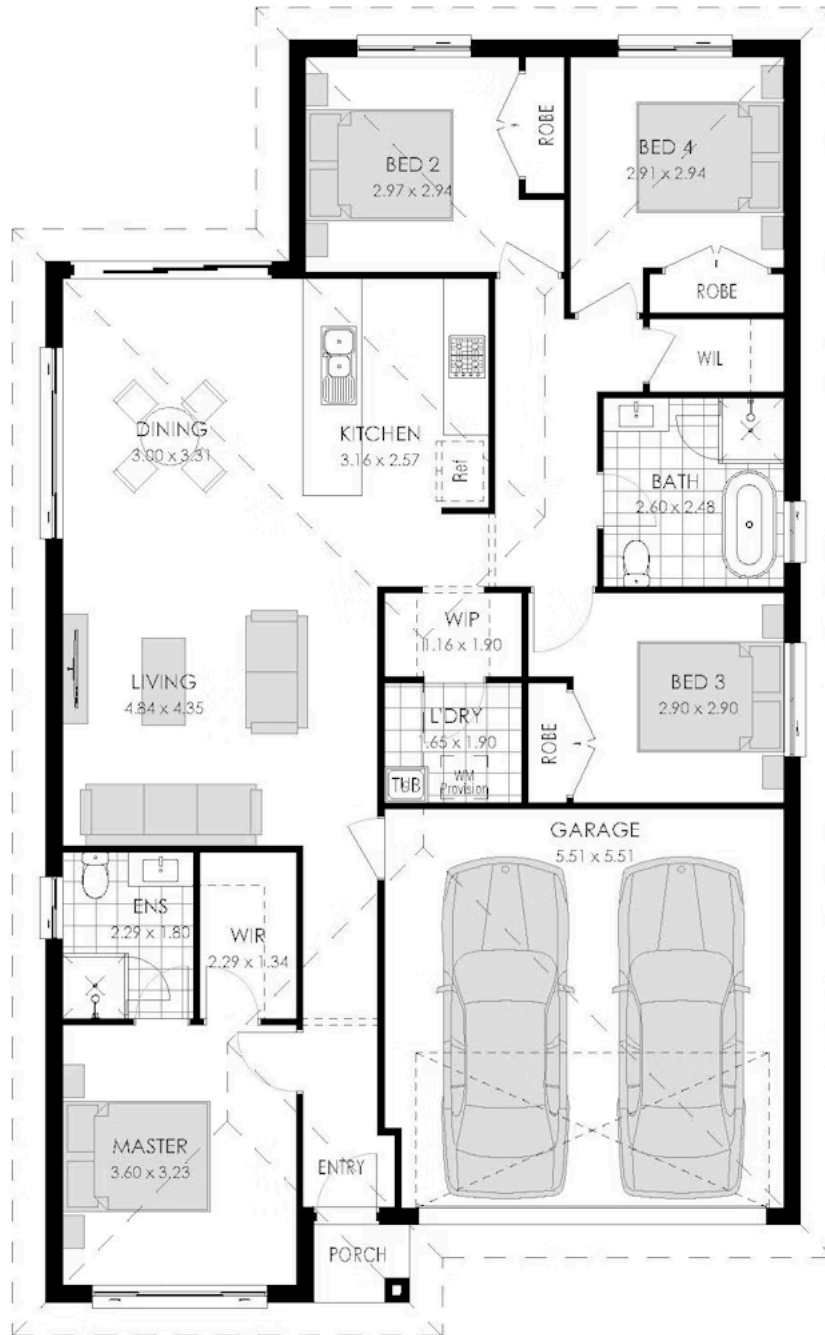 BED 2
2.97 x 2.94
ROBE
BED 4
2.91 x 2.94
ROBE
WIL
DINING
3.00 x 3.31
KITCHEN
3.16 x 2.57
Ref
BATH
2.60 x 2.48
WIP
1.16 x 1.90
LIVING
4.84 x 4.35
L'DRY
1.65 x 1.90
TUB
WM
Provision
ROBE
BED 3
2.90 x 2.90
GARAGE
5.51 x 5.51
ENS
2.29 x 1.80
WIR
2.29 x 1.34
MASTER
3.60 x 3.23
ENTRY
PORCH